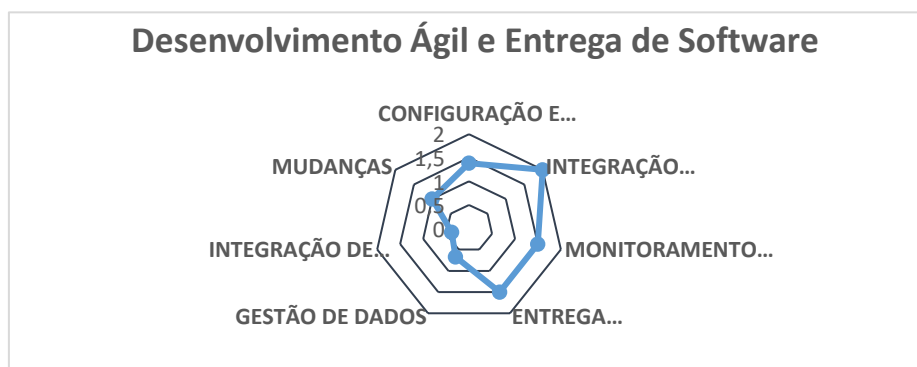 Desenvolvimento Ágil e Entrega de Software
CONFIGURAÇÃO E...
INTEGRAÇÃO...
MONITORAMENTO...
ENTREGA...
GESTÃO DE DADOS
INTEGRAÇÃO DE...
MUDANÇAS
2
1,5
1
0,5
0